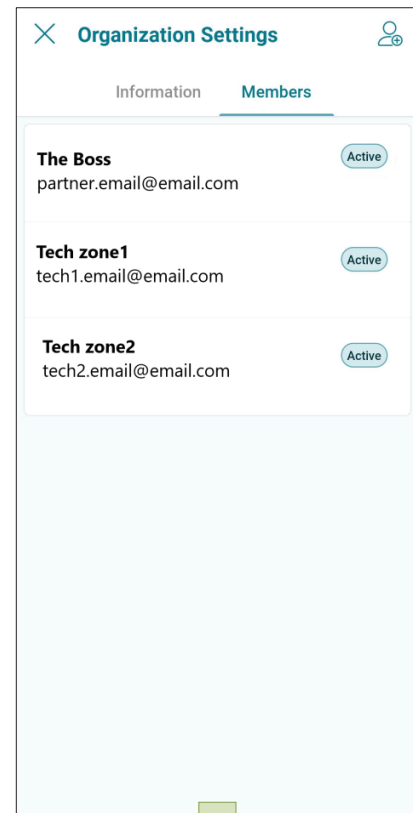 Organization Settings
Information Members
The Boss Active
partner.email@email.com
Tech zone1 Active
tech1.email@email.com
Tech zone2 Active
tech2.email@email.com